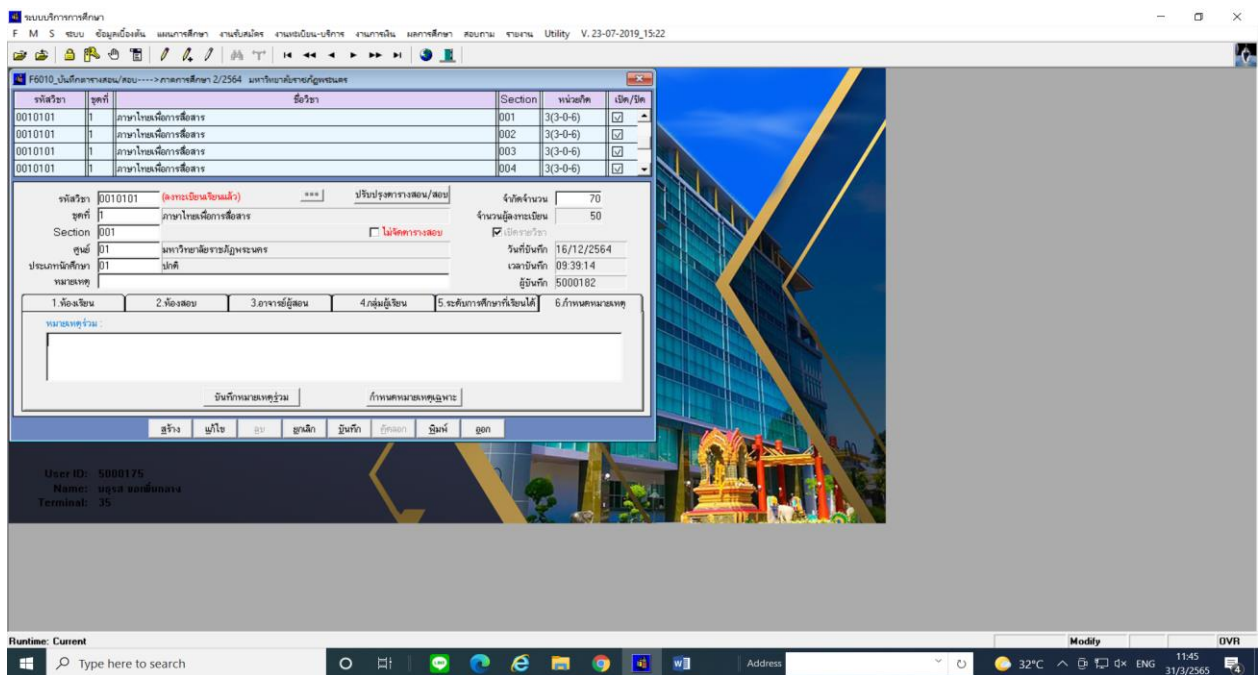 ระบบบริการการศึกษา
F M S ระบบ ข้อมูลเบื้องต้น แผนการศึกษา งานรับสมัคร งานทะเบียน-บริการ งานการเงิน ผลการศึกษา สอบถาม รายงาน Utility V.23-07-2019_15:22
F6010_บันทึกตารางสอน/สอบ---->ภาคการศึกษา 2/2564 มหาวิทยาลัยราชภัฏพระนคร
รหัสวิชา ชุดที่ ชื่อวิชา Section หน่วยกิต เปิด/ปิด
0010101 1 ภาษาไทยเพื่อการสื่อสาร 001 3(3-0-6)
0010101 1 ภาษาไทยเพื่อการสื่อสาร 002 3(3-0-6)
0010101 1 ภาษาไทยเพื่อการสื่อสาร 003 3(3-0-6)
0010101 1 ภาษาไทยเพื่อการสื่อสาร 004 3(3-0-6)
รหัสวิชา 0010101 (ลงทะเบียนเรียนแล้ว) *** ปรับปรุงตารางสอน/สอบ จำกัดจำนวน 70
ชุดที่ 1 ภาษาไทยเพื่อการสื่อสาร จำนวนผู้ลงทะเบียน 50
Section 001 ไม่จัดตารางสอบ เปิดรายวิชา
ศูนย์ 01 มหาวิทยาลัยราชภัฏพระนคร วันที่บันทึก 16/12/2564
ประเภทนักศึกษา 01 ปกติ เวลาบันทึก 09:39:14
หมายเหตุ ผู้บันทึก 5000182
1.ห้องเรียน 2.ห้องสอบ 3.อาจารย์ผู้สอน 4.กลุ่มผู้เรียน 5.ระดับการศึกษาที่เรียนได้ 6.กำหนดหมายเหตุ
หมายเหตุร่วม :
บันทึกหมายเหตุร่วม กำหนดหมายเหตุเฉพาะ
สร้าง แก้ไข ลบ ยกเลิก บันทึก คัดลอก พิมพ์ ออก
User ID: 5000175
Name:
Terminal: 35
Runtime: Current Modify OVR
Type here to search Address 32°C ENG 11:45
31/3/2565